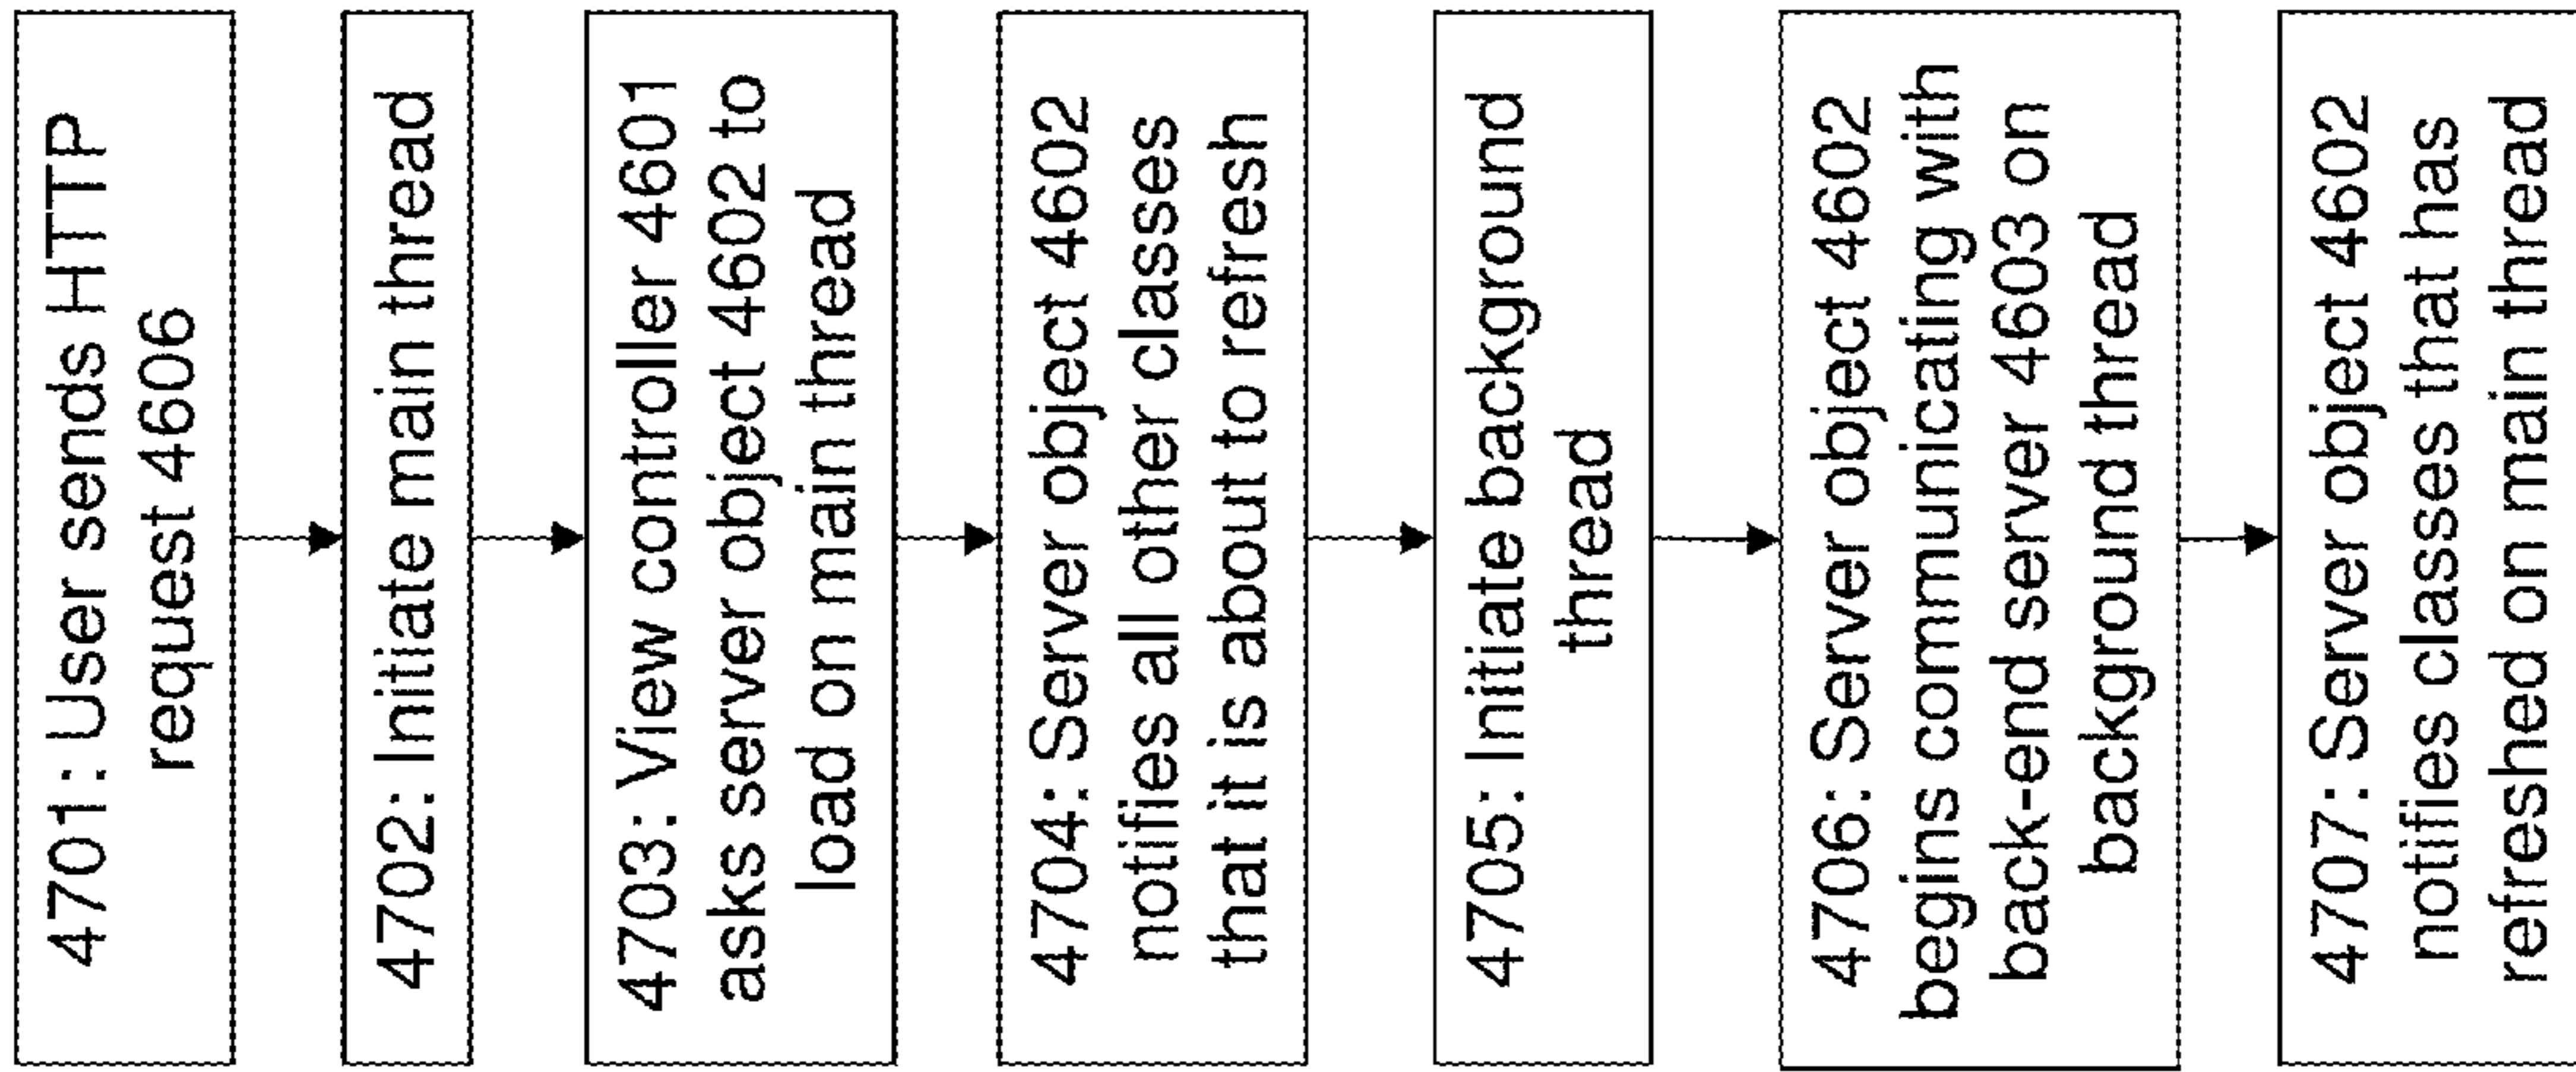 4701: User sends HTTP
request 4606
4702: Initiate main thread
4703: View controller 4601
asks server object 4602 to
load on main thread
4704: Server object 4602
notifies all other classes
that it is about to refresh
4705: Initiate background
thread
4706: Server object 4602
begins communicating with
back-end server 4603 on
background thread
4707: Server object 4602
notifies classes that has
refreshed on main thread